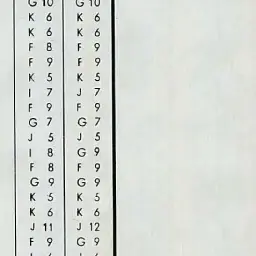 G 10 G 10
K 6 K 6
K 6 K 6
F 8 F 9
F 9 F 9
K 5 K 5
I 7 J 7
F 9 F 9
G 7 G 7
J 5 J 5
I 8 G 9
F 8 F 9
G 9 G 9
K 5 K 5
K 6 K 6
J 11 J 12
F 9 G 9